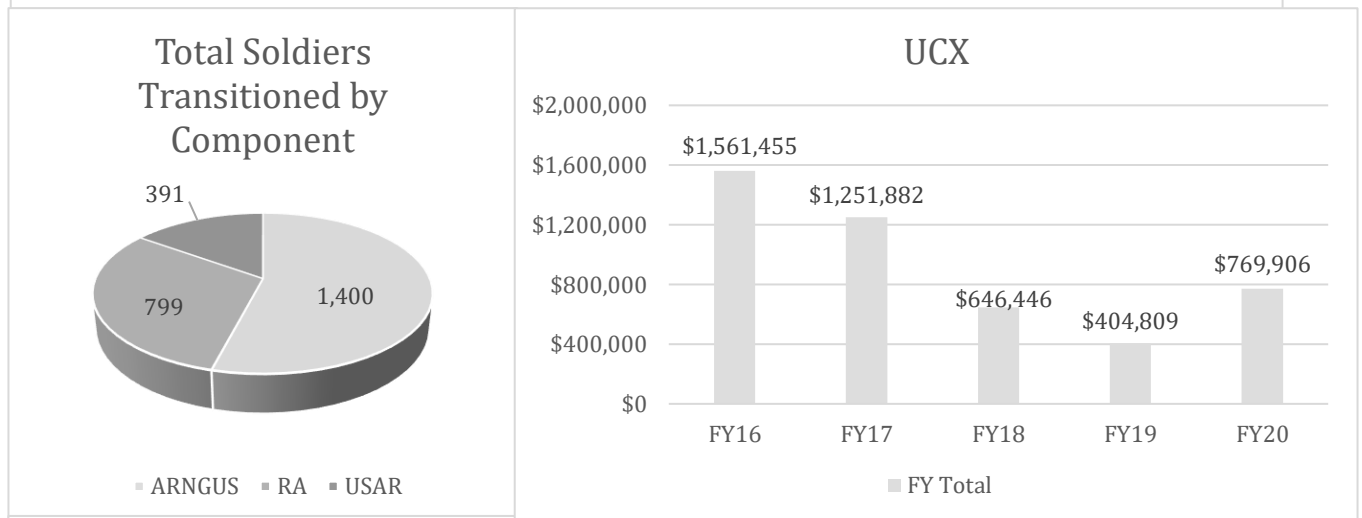 Total Soldiers
Transitioned by
Component
391
799
1,400
ARNGUS RA USAR
UCX
$2,000,000
$1,600,000
$1,200,000
$800,000
$400,000
$0
$1,561,455
$1,251,882
$646,446
$404,809
$769,906
FY16 FY17 FY18 FY19 FY20
FY Total